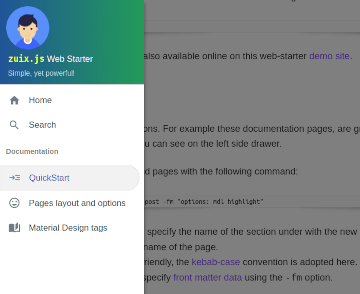 zuix.js Web Starter
Simple, yet powerfull
Home
Search
Documentation
QuickStart
Pages layout and options
Material Design tags
also available online on this web-starter demo site.
ons. For example these documentation pages, are g
u can see on the left side drawer.
d pages with the following command:
post -fm "options: mdl highlight"
specify the name of the section under with the new
name of the page.
riendly, the kebab-case convention is adopted here.
specify front matter data using the -fm option.